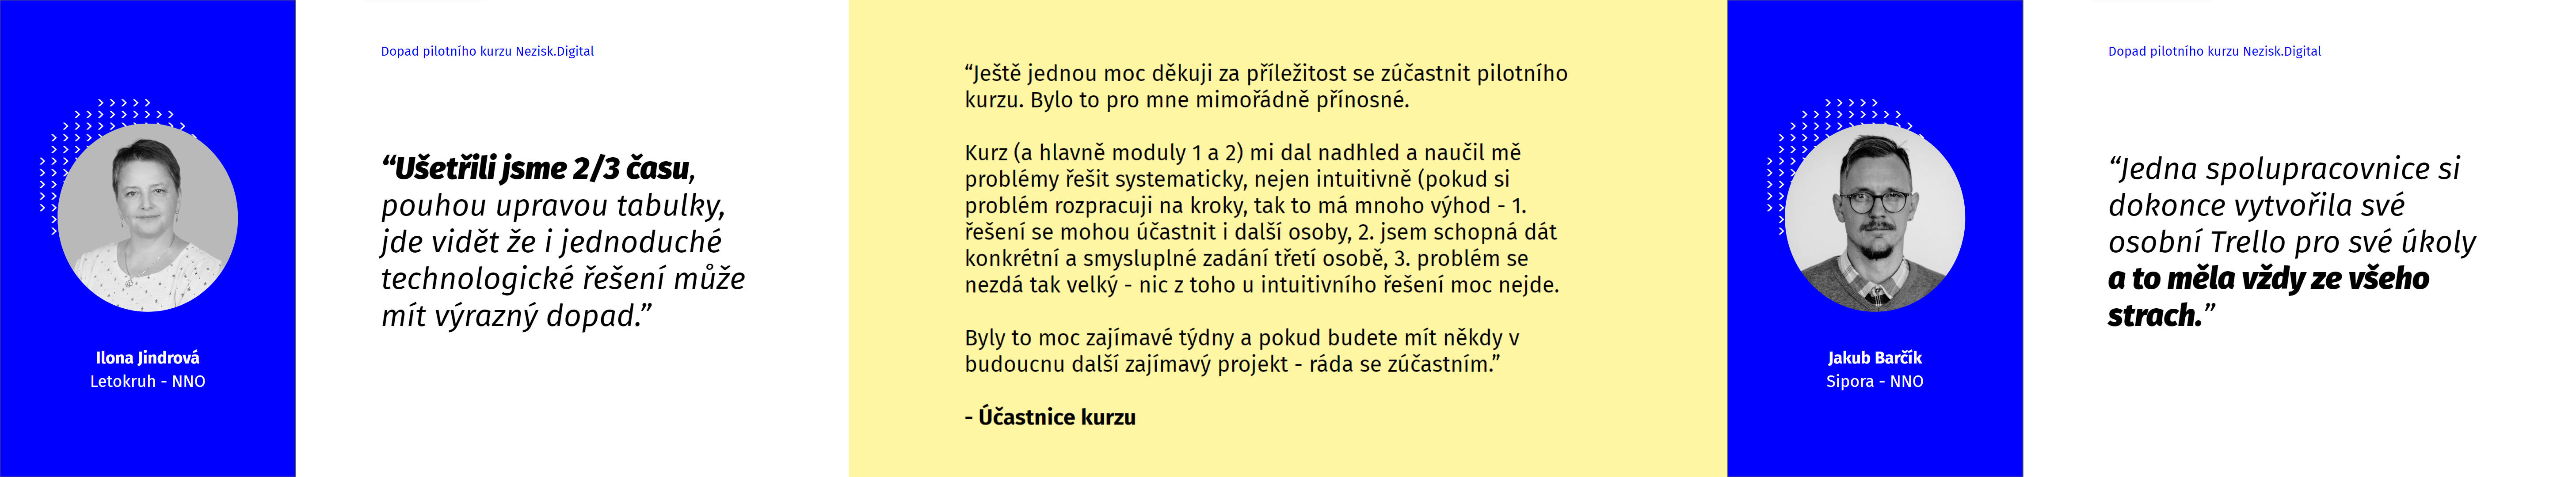 Ilona Jindrová
Letokruh - NNO
Dopad pilotního kurzu Nezisk.Digital
“Ušetřili jsme 2/3 času,
pouhou upravou tabulky,
jde vidět že i jednoduché
technologické řešení může
mít výrazný dopad.”
“Ještě jednou moc děkuji za příležitost se zúčastnit pilotního
kurzu. Bylo to pro mne mimořádně přínosné.
Kurz (a hlavně moduly 1 a 2) mi dal nadhled a naučil mě
problémy řešit systematicky, nejen intuitivně (pokud si
problém rozpracuji na kroky, tak to má mnoho výhod - 1.
řešení se mohou účastnit i další osoby, 2. jsem schopná dát
konkrétní a smysluplné zadání třetí osobě, 3. problém se
nezdá tak velký - nic z toho u intuitivního řešení moc nejde.
Byly to moc zajímavé týdny a pokud budete mít někdy v
budoucnu další zajímavý projekt - ráda se zúčastním.”
- Účastnice kurzu
Jakub Barčík
Sipora - NNO
Dopad pilotního kurzu Nezisk.Digital
“Jedna spolupracovnice si
dokonce vytvořila své
osobní Trello pro své úkoly
a to měla vždy ze všeho
strach.”